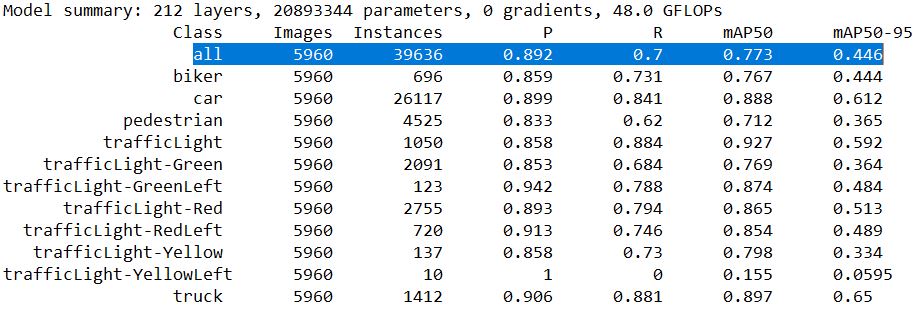 Model summary: 212 layers, 20893344 parameters, 0 gradients, 48.0 GFLOPs
Class Images Instances P R mAP50 mAP50-95
all 5960 39636 0.892 0.7 0.773 0.446
biker 5960 696 0.859 0.731 0.767 0.444
car 5960 26117 0.899 0.841 0.888 0.612
pedestrian 5960 4525 0.833 0.62 0.712 0.365
trafficLight 5960 1050 0.858 0.884 0.927 0.592
trafficLight-Green 5960 2091 0.853 0.684 0.769 0.364
trafficLight-GreenLeft 5960 123 0.942 0.788 0.874 0.484
trafficLight-Red 5960 2755 0.893 0.794 0.865 0.513
trafficLight-RedLeft 5960 720 0.913 0.746 0.854 0.489
trafficLight-Yellow 5960 137 0.858 0.73 0.798 0.334
trafficLight-YellowLeft 5960 10 1 0 0.155 0.0595
truck 5960 1412 0.906 0.881 0.897 0.65